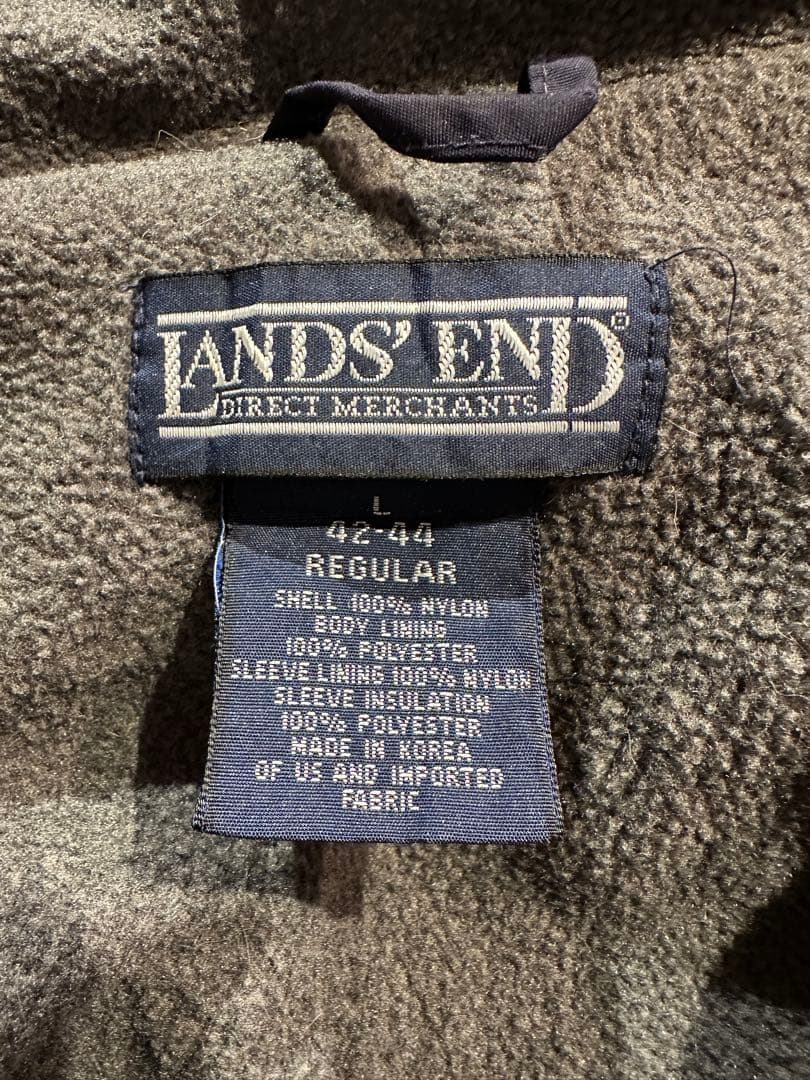 LANDS' END
DIRECT MERCHANTS
L
42-44
REGULAR
SHELL 100% NYLON
BODY LINING
100% POLYESTER
SLEEVE LINING 100% NYLON
SLEEVE INSULATION
100% POLYESTER
MADE IN KOREA
OF US AND IMPORTED
FABRIC